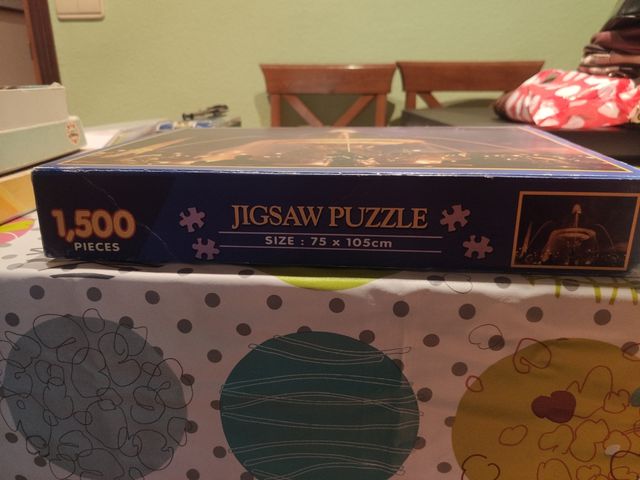 1,500
PIECES
JIGSAW PUZZLE
SIZE : 75 x 105cm